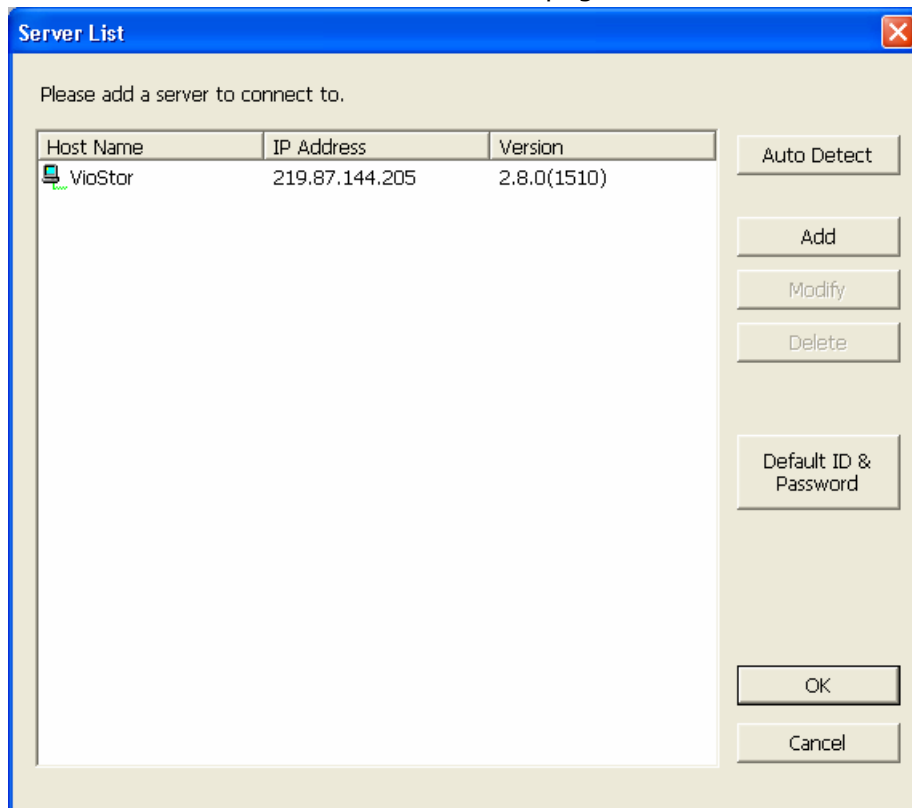 Server List
Please add a server to connect to.
Host Name IP Address Version
VioStor 219.87.144.205 2.8.0(1510)
Auto Detect
Add
Modify
Delete
Default ID &
Password
OK
Cancel